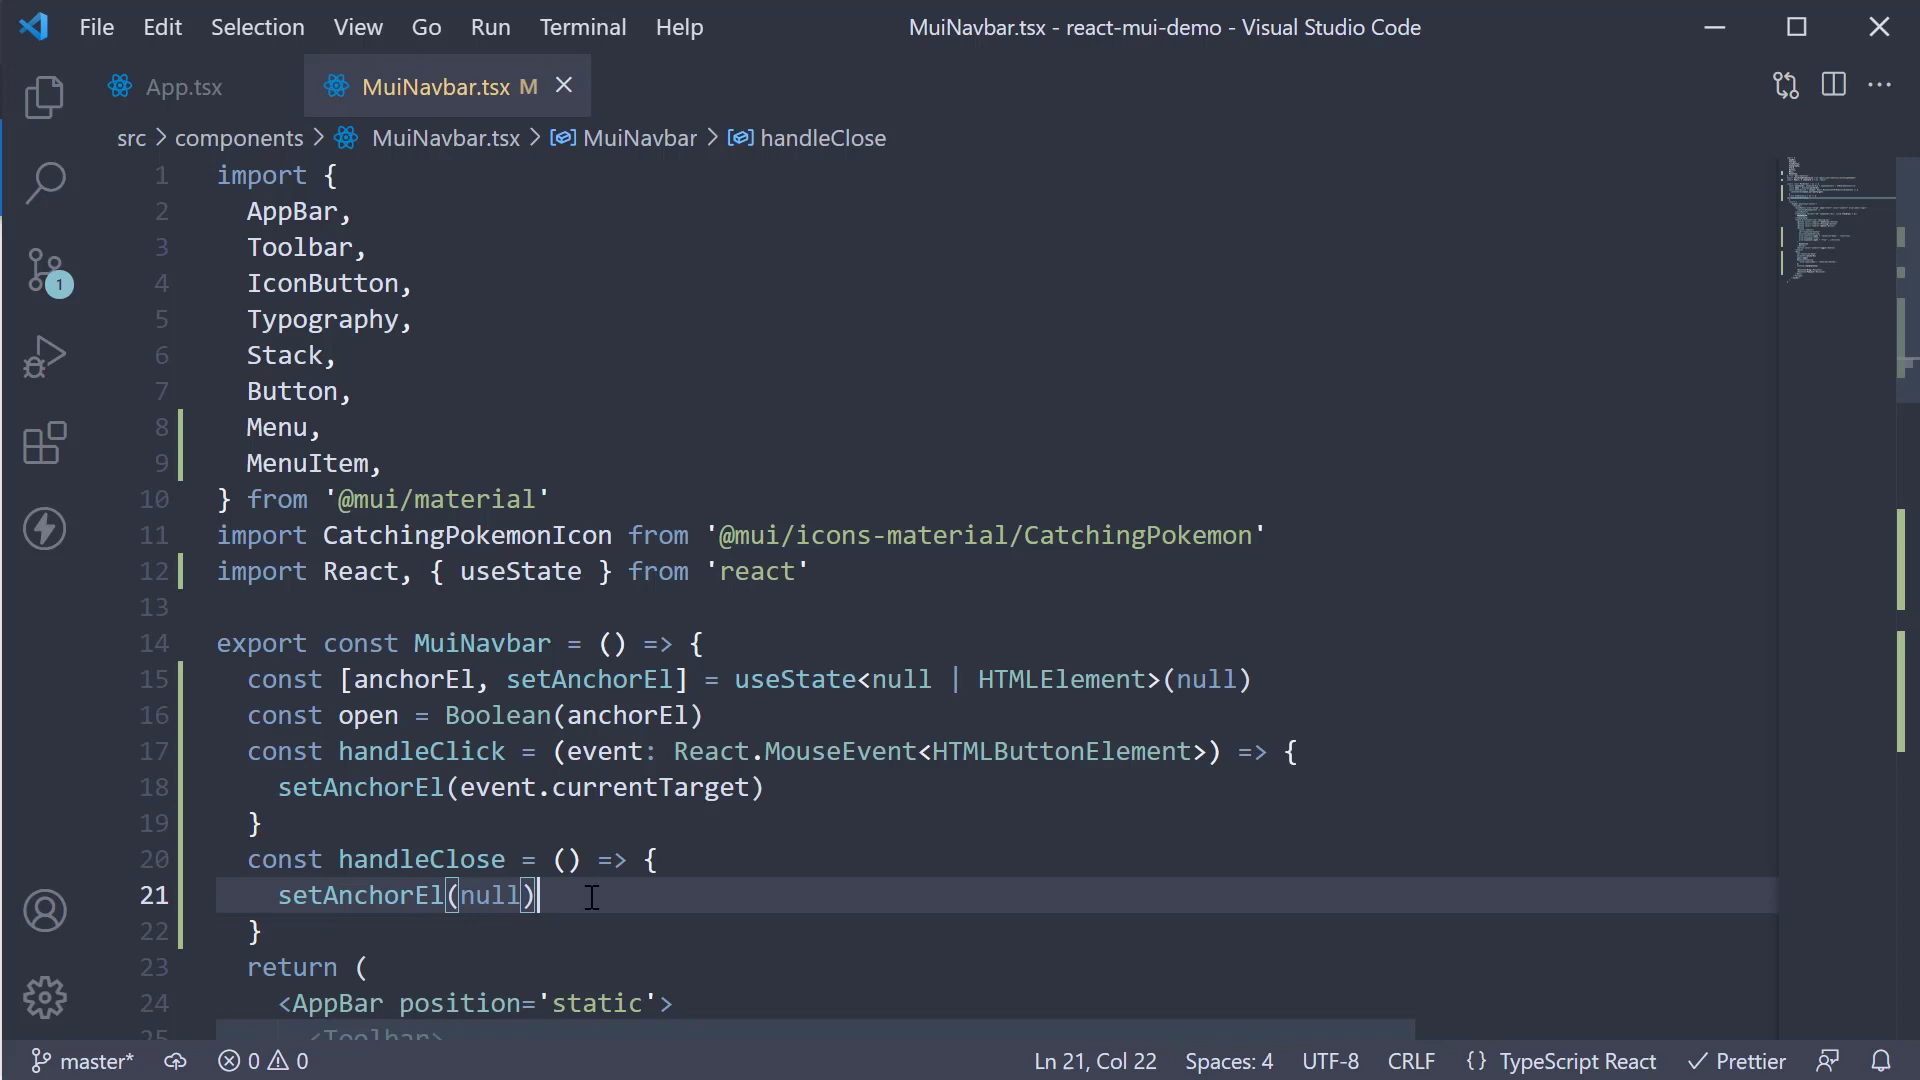 File Edit Selection View Go Run Terminal Help MuiNavbar.tsx - react-mui-demo - Visual Studio Code
App.tsx MuiNavbar.tsx M
src > components > MuiNavbar.tsx > MuiNavbar > handleClose
1 import {
2 AppBar,
3 Toolbar,
4 IconButton,
5 Typography,
6 Stack,
7 Button,
8 Menu,
9 MenuItem,
10 } from '@mui/material'
11 import CatchingPokemonIcon from '@mui/icons-material/CatchingPokemon'
12 import React, { useState } from 'react'
13
14 export const MuiNavbar = () => {
15 const [anchorEl, setAnchorEl] = useState<null | HTMLElement>(null)
16 const open = Boolean(anchorEl)
17 const handleClick = (event: React.MouseEvent<HTMLButtonElement>) => {
18 setAnchorEl(event.currentTarget)
19 }
20 const handleClose = () => {
21 setAnchorEl(null)
22 }
23 return (
24 <AppBar position='static'>
25 <Toolbar>
1
master* 0 0 Ln 21, Col 22 Spaces: 4 UTF-8 CRLF {} TypeScript React Prettier